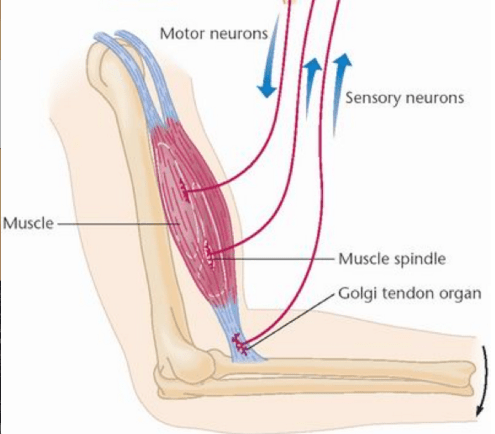 Motor neurons
Sensory neurons
Muscle
Muscle spindle
Golgi tendon organ